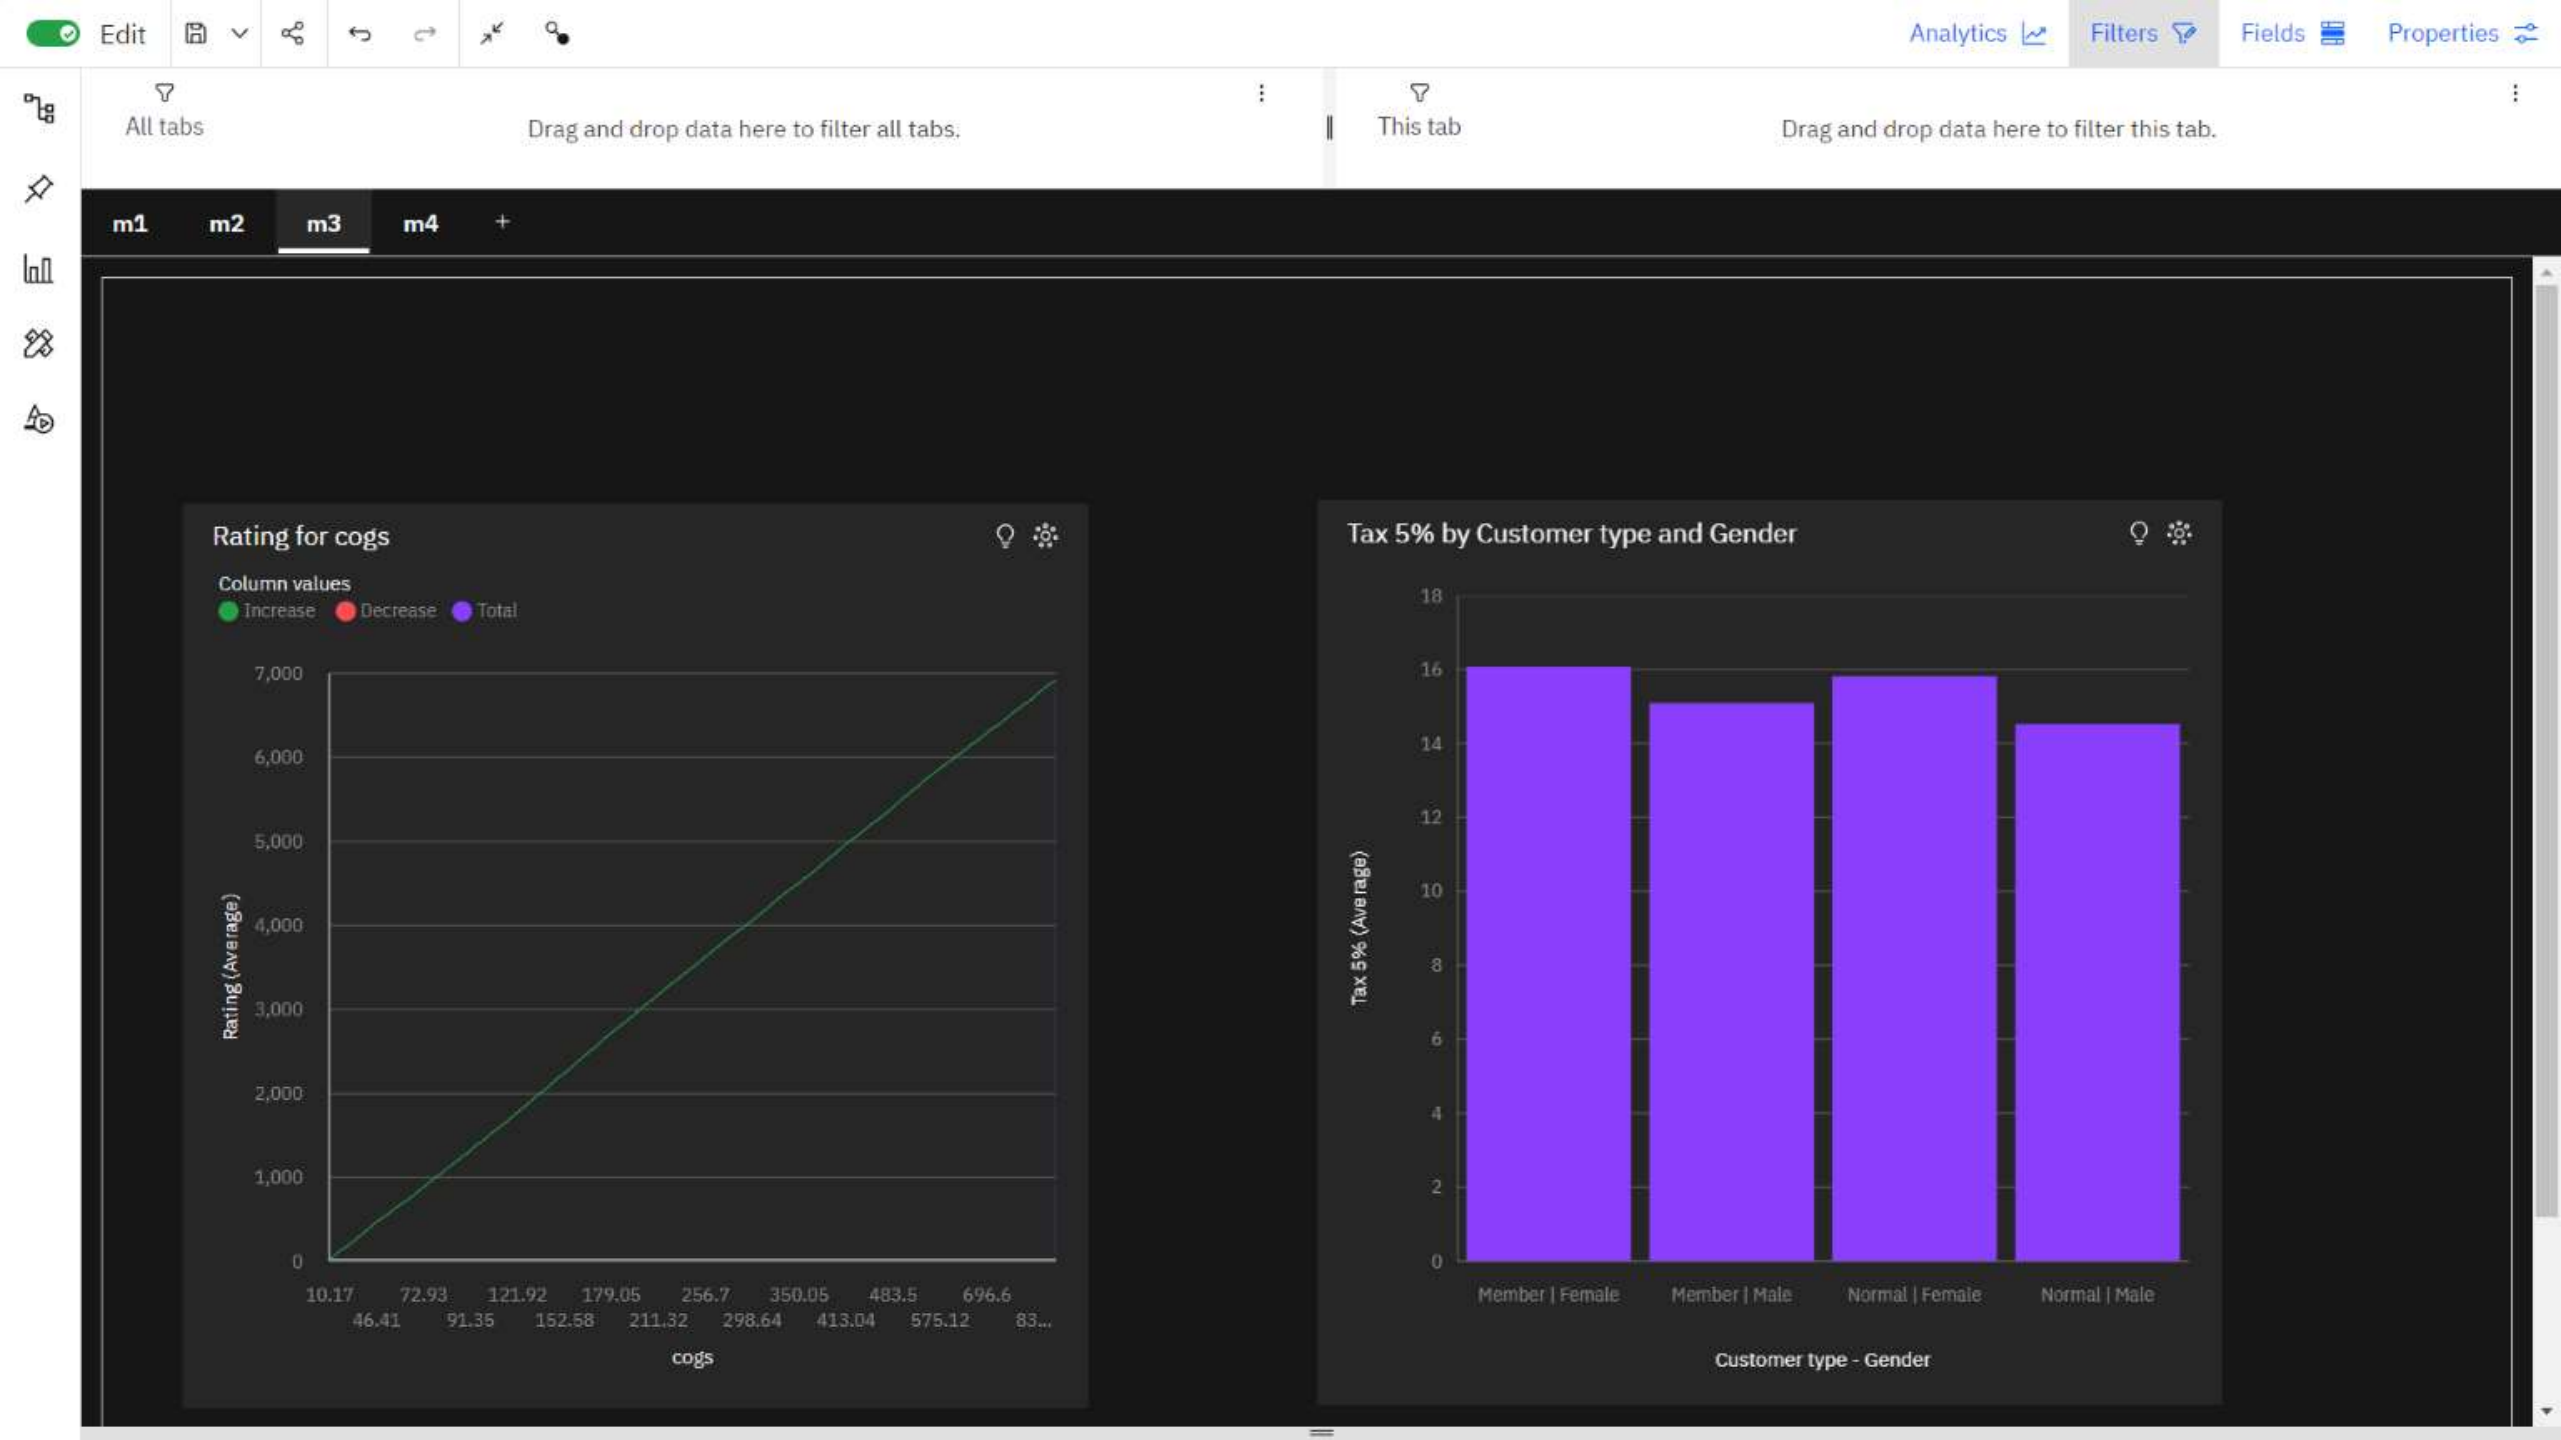 Edit
Analytics
Filters
Fields
Properties
All tabs
Drag and drop data here to filter all tabs.
This tab
Drag and drop data here to filter this tab.
m1 m2 m3 m4 +
Rating for cogs
Column values
Increase Decrease Total
7,000
6,000
5,000
4,000
3,000
2,000
1,000
0
Rating (Average)
10.17 72.93 121.92 179.05 256.7 350.05 483.5 696.6
46.41 91.35 152.58 211.32 298.64 413.04 575.12 83...
cogs
Tax 5% by Customer type and Gender
18
16
14
12
10
8
6
4
2
0
Tax 5% (Average)
Member | Female Member | Male Normal | Female Normal | Male
Customer type - Gender